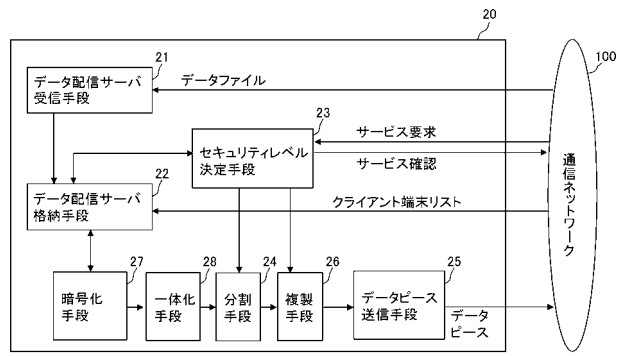 20
100
21
データ配信サーバ
受信手段
データファイル
23
セキュリティレベル
決定手段
サービス要求
サービス確認
22
データ配信サーバ
格納手段
クライアント端末リスト
通信ネットワーク
27
暗号化
手段
28
一体化
手段
24
分割
手段
26
複製
手段
25
データピース
送信手段
データ
ピース